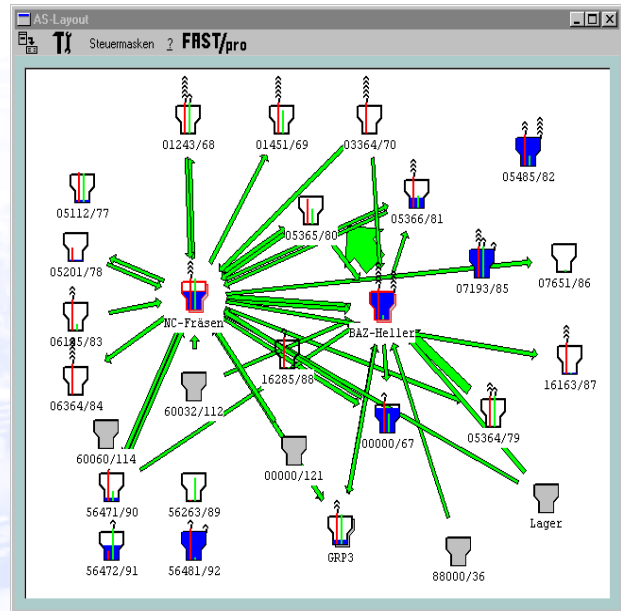 AS-Layout
Steuermasken ? FAST/pro
01243/68 01451/69 03364/70
05485/82
05112/77 05365/80 05366/81
05201/78 07193/85 07651/86
NC-Fräsen BAZ-Heller
06185/83
16285/88 16163/87
06364/84 60032/112
00000/67 05364/79
60060/114
00000/121
56471/90 56263/89 Lager
GRP3
56472/91 56481/92 88000/36